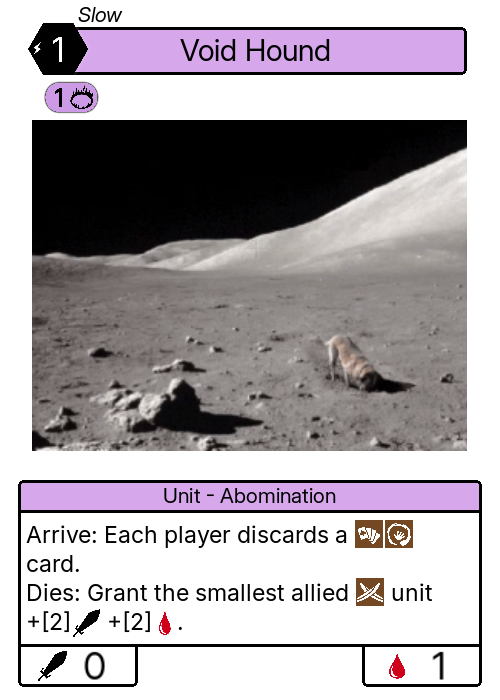 Slow
1
Void Hound
1
Unit - Abomination
Arrive: Each player discards a
card.
Dies: Grant the smallest allied unit
+[2] +[2] .
0
1